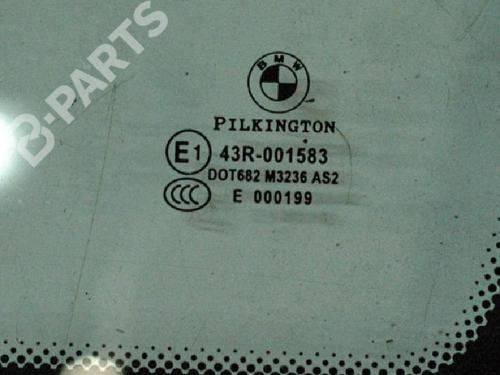 B-PARTS
BMW
PILKINGTON
E1 43R-001583
DOT682 M3236 AS2
CCC E 000199